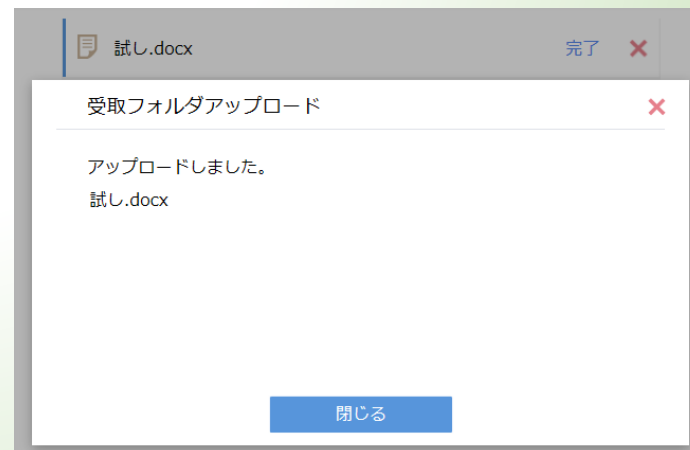 試し.docx 完了
受取フォルダアップロード
アップロードしました。
試し.docx
閉じる